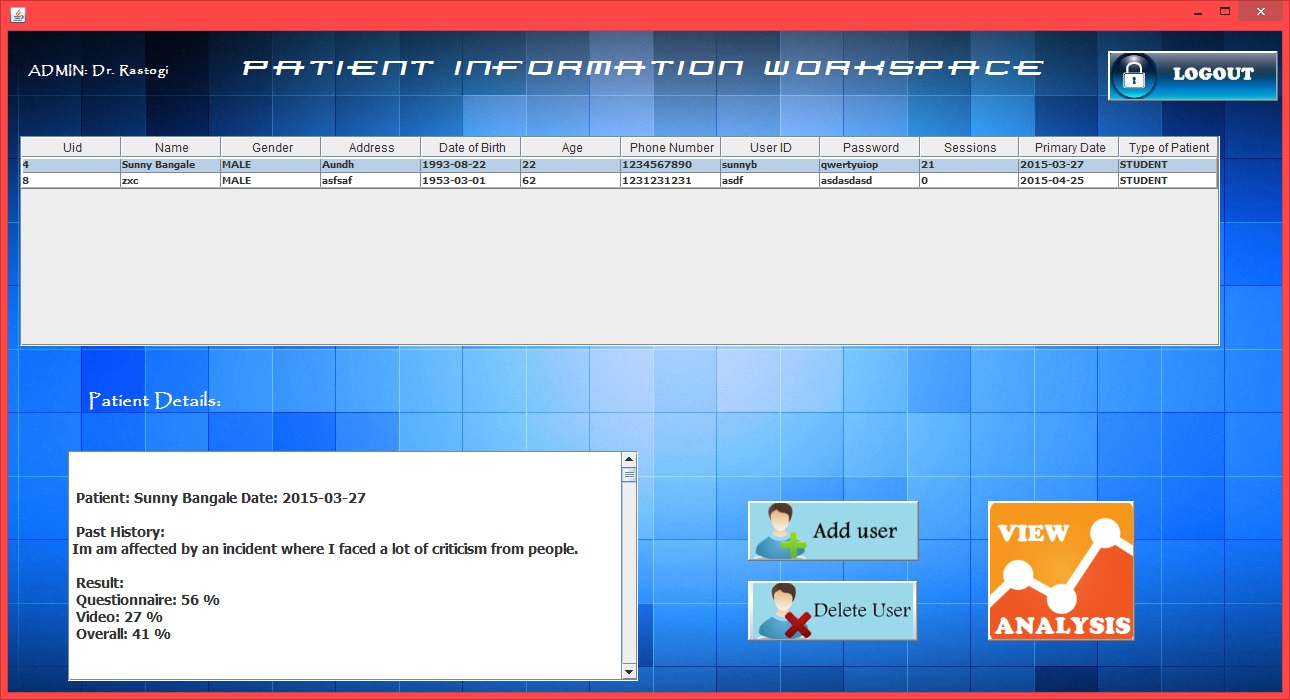 ADMIN: Dr. Rastogi
PATIENT INFORMATION WORKSPACE
LOGOUT
Uid Name Gender Address Date of Birth Age Phone Number User ID Password Sessions Primary Date Type of Patient
4 Sunny Bangale MALE Aundh 1993-08-22 22 1234567890 sunnyb qwertyuiop 21 2015-03-27 STUDENT
8 zxc MALE asfsaf 1953-03-01 62 1231231231 asdf asdasdasd 0 2015-04-25 STUDENT
Patient Details:
Patient: Sunny Bangale Date: 2015-03-27
Past History:
Im am affected by an incident where I faced a lot of criticism from people.
Result:
Questionnaire: 56 %
Video: 27 %
Overall: 41 %
Add user
Delete User
VIEW
ANALYSIS